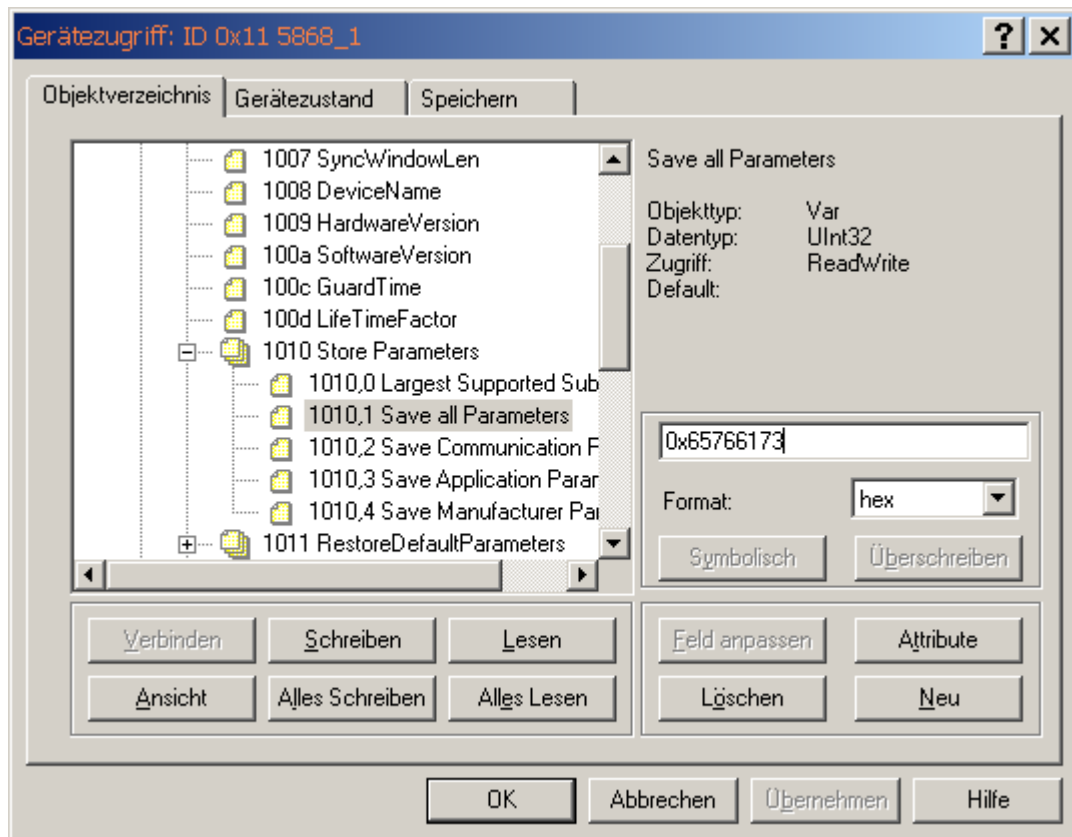 Gerätezugriff: ID 0x11 5868_1
Objektverzeichnis Gerätezustand Speichern
1007 SyncWindowLen
1008 DeviceName
1009 HardwareVersion
100a SoftwareVersion
100c GuardTime
100d LifeTimeFactor
1010 Store Parameters
1010,0 Largest Supported Sub
1010,1 Save all Parameters
1010,2 Save Communication F
1010,3 Save Application Parar
1010,4 Save Manufacturer Pai
1011 RestoreDefaultParameters
Save all Parameters
Objekttyp: Var
Datentyp: UInt32
Zugriff: ReadWrite
Default:
0x65766173
Format: hex
Symbolisch Überschreiben
Verbinden Schreiben Lesen
Ansicht Alles Schreiben Alles Lesen
Feld anpassen Attribute
Löschen Neu
OK Abbrechen Übernehmen Hilfe